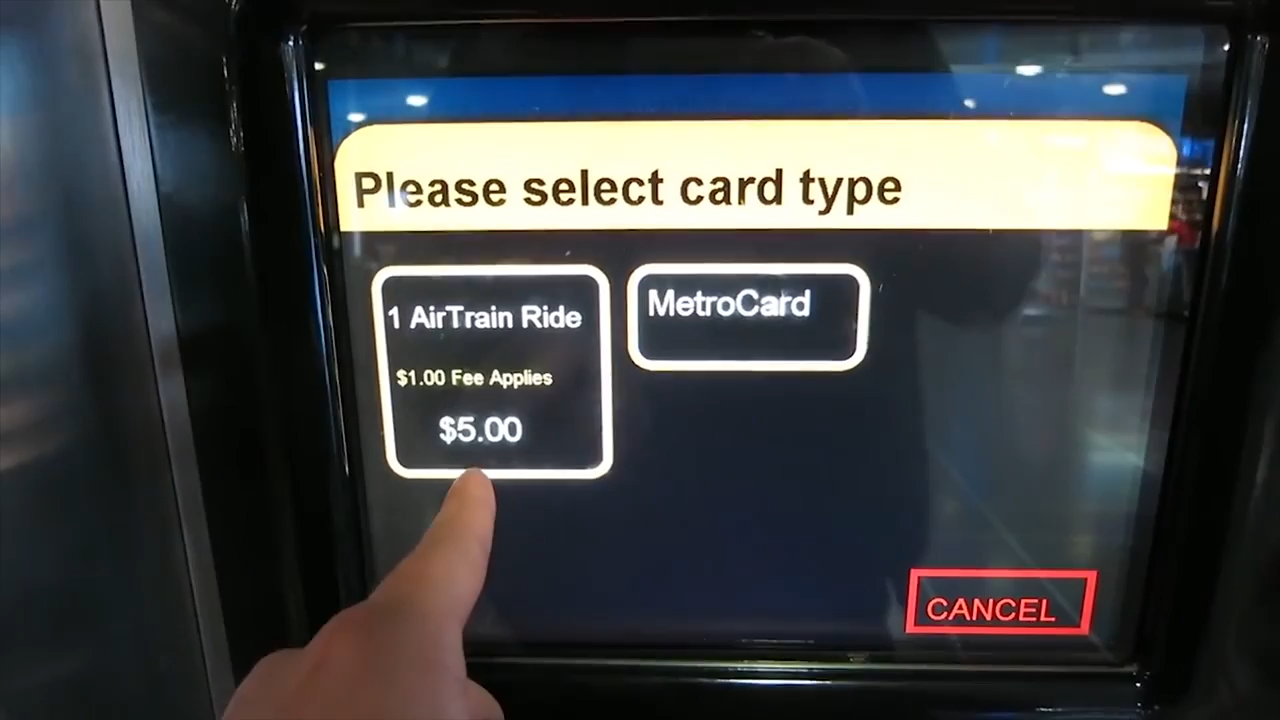 Please select card type
1 AirTrain Ride
$1.00 Fee Applies
$5.00
MetroCard
CANCEL